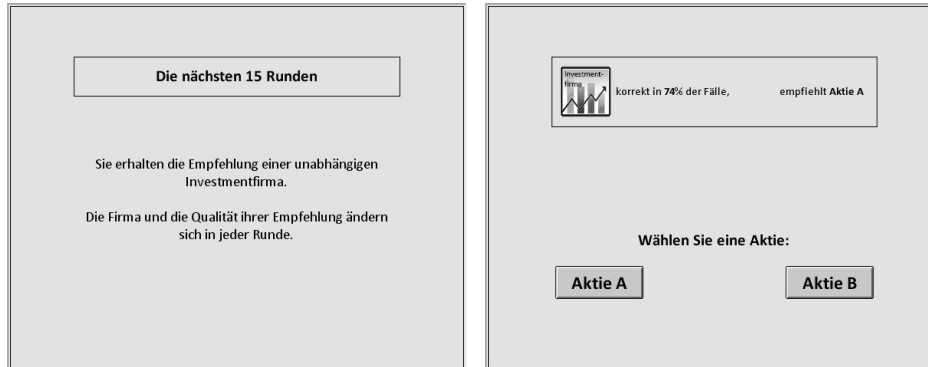 Die nächsten 15 Runden
Sie erhalten die Empfehlung einer unabhängigen
Investmentfirma.
Die Firma und die Qualität ihrer Empfehlung ändern
sich in jeder Runde.
Investment-
firma
korrekt in 74% der Fälle, empfiehlt Aktie A
Wählen Sie eine Aktie:
Aktie A Aktie B